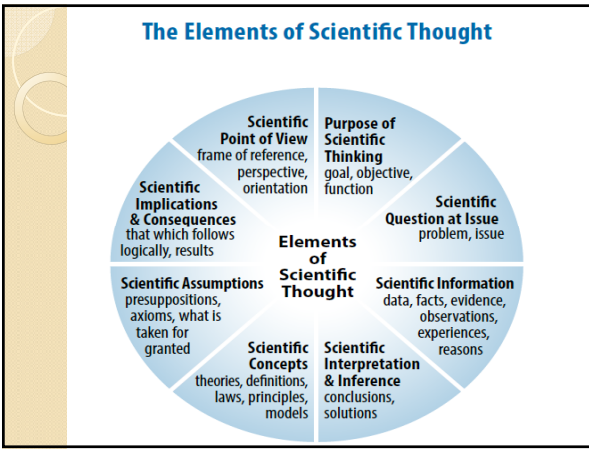 The Elements of Scientific Thought
Scientific
Point of View
frame of reference,
perspective,
orientation
Purpose of
Scientific
Thinking
goal, objective,
function
Scientific
Question at Issue
problem, issue
Scientific Information
data, facts, evidence,
observations,
experiences,
reasons
Scientific
Interpretation
& Inference
conclusions,
solutions
Scientific
Concepts
theories, definitions,
laws, principles,
models
Scientific Assumptions
presuppositions,
axioms, what is
taken for
granted
Scientific
Implications
& Consequences
that which follows
logically, results
Elements
of
Scientific
Thought